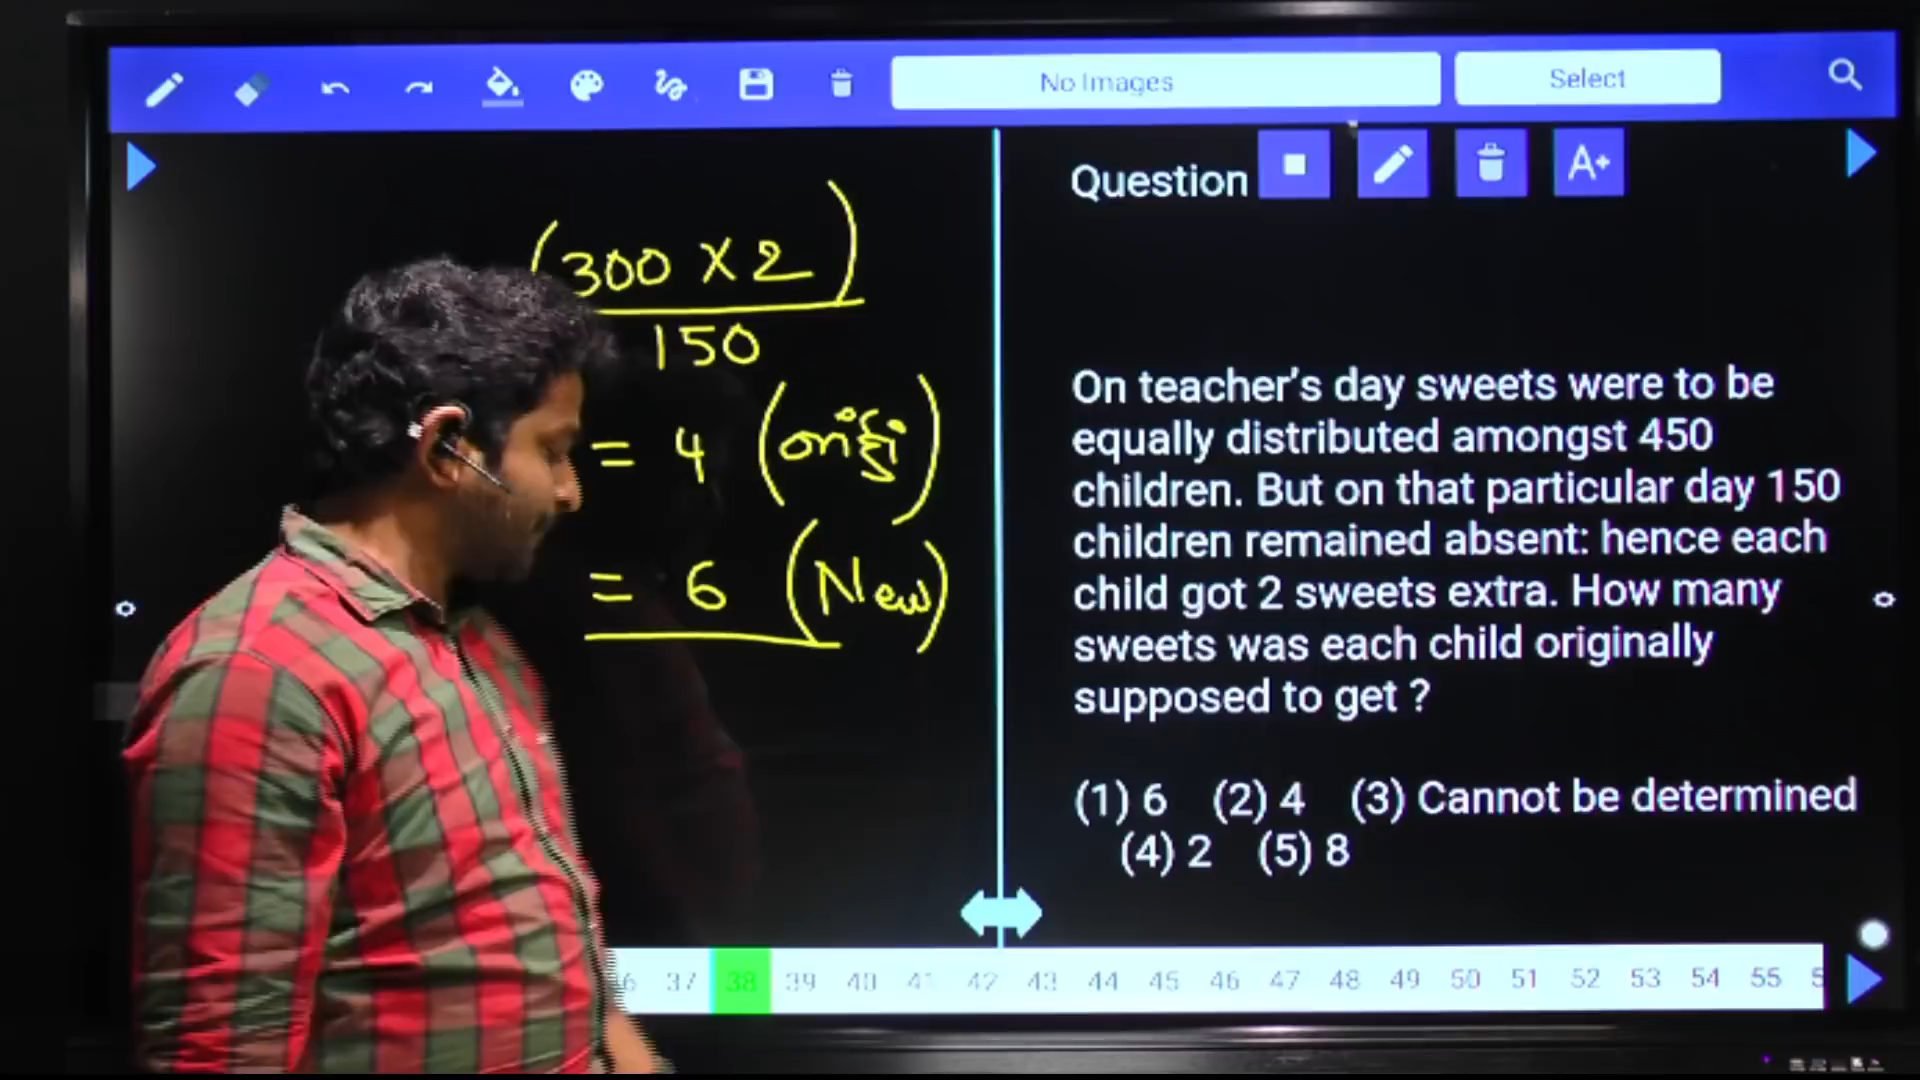 No Images
Select
Question
A+
(300 × 2)
150
= 4 (origi)
= 6 (New)
On teacher's day sweets were to be
equally distributed amongst 450
children. But on that particular day 150
children remained absent: hence each
child got 2 sweets extra. How many
sweets was each child originally
supposed to get ?
(1) 6 (2) 4 (3) Cannot be determined
(4) 2 (5) 8
37 38 39 40 41 42 43 44 45 46 47 48 49 50 51 52 53 54 55